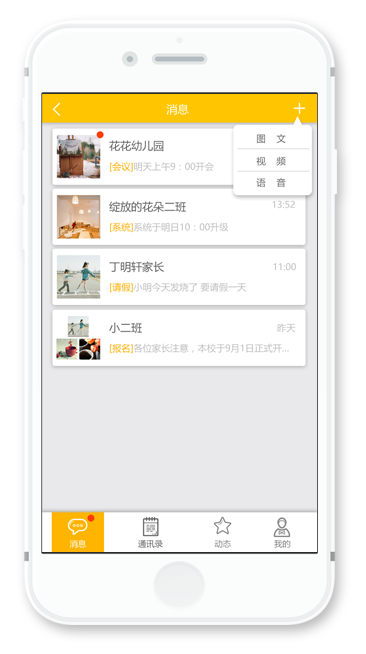 消息
图 文
视 频
语 音
花花幼儿园
[会议]明天上午9：00开会
绽放的花朵二班 13:52
[系统]系统于明日10：00升级
丁明轩家长 11:00
[请假]小明今天发烧了 要请假一天
小二班 昨天
[报名]各位家长注意，本校于9月1日正式开...
消息 通讯录 动态 我的